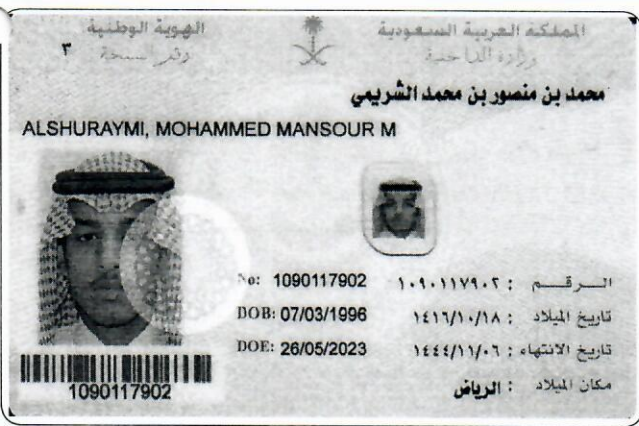 المملكة العربية السعودية
وزارة الداخلية
الهوية الوطنية
رقم النسخة ٣
محمد بن منصور بن محمد الشريمي
ALSHURAYMI, MOHAMMED MANSOUR M
الـرقـــم : ١٠٩٠١١٧٩٠٢ No: 1090117902
تاريخ الميلاد : ١٤١٦/١٠/١٨ DOB: 07/03/1996
تاريخ الانتهاء : ١٤٤٤/١١/٠٦ DOE: 26/05/2023
مكان الميلاد : الرياض
1090117902